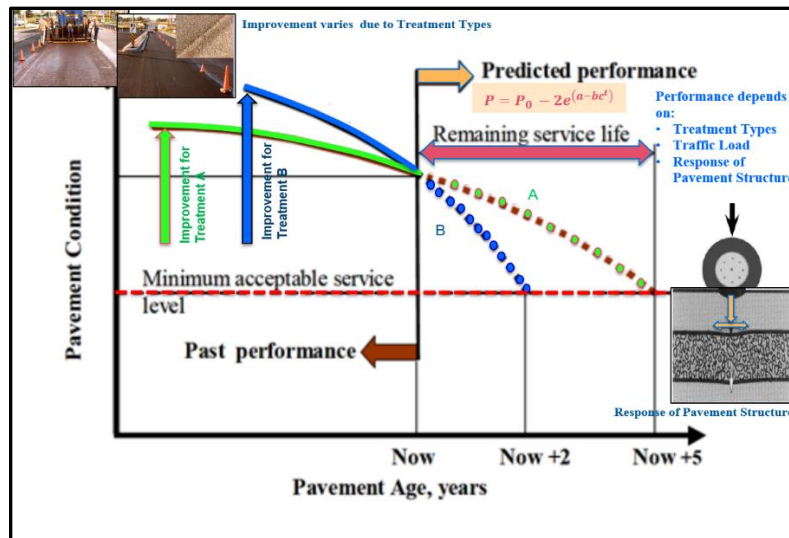 Improvement varies due to Treatment Types
Predicted performance
P = P₀ − 2e^(a−bc^t)
Performance depends
on:
• Treatment Types
• Traffic Load
• Response of
Pavement Structure
Remaining service life
Improvement for
Treatment A
Improvement for
Treatment B
A
B
Pavement Condition
Minimum acceptable service
level
Past performance
Response of Pavement Structure
Now
Now +2
Now +5
Pavement Age, years